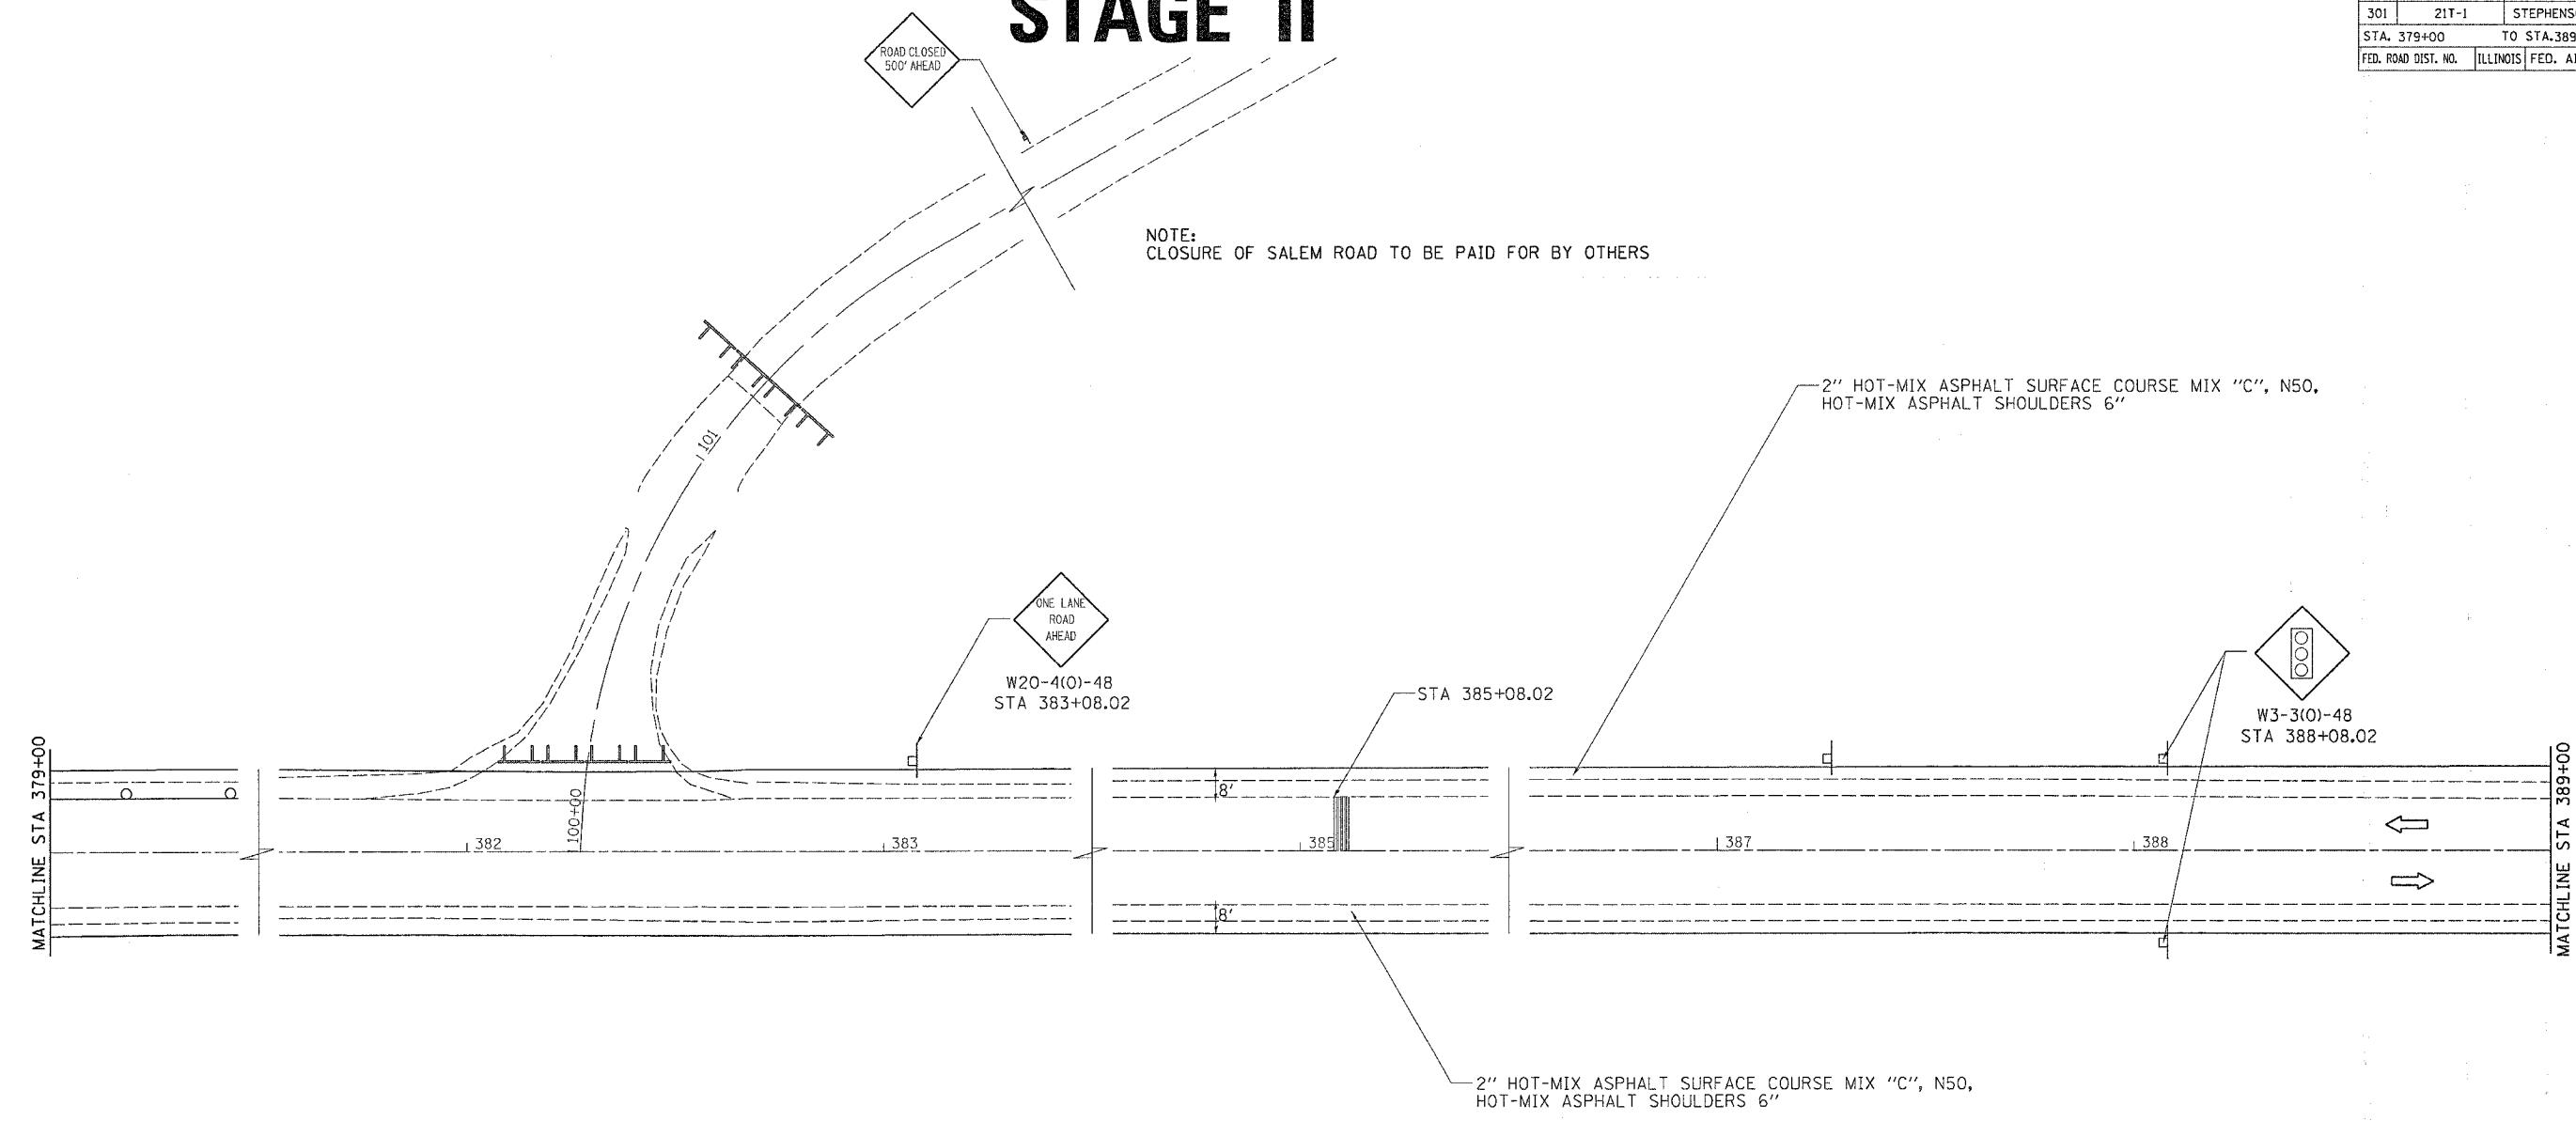 STAGE II
301 21T-1
STA. 379+00 TO
FED. ROAD DIST. NO. ILLINOIS FED.
ROAD CLOSED
500' AHEAD
NOTE:
CLOSURE OF SALEM ROAD TO BE PAID FOR BY OTHERS
2" HOT-MIX ASPHALT SURFACE COURSE MIX "C", N50,
HOT-MIX ASPHALT SHOULDERS 6"
101
ONE LANE
ROAD
AHEAD
W20-4(O)-48
STA 383+08.02
STA 385+08.02
W3-3(O)-48
STA 388+08.02
MATCHLINE STA 379+00
100+00
382
383
8'
385
387
388
8'
MATCHLINE STA 389+00
2" HOT-MIX ASPHALT SURFACE COURSE MIX "C", N50,
HOT-MIX ASPHALT SHOULDERS 6"